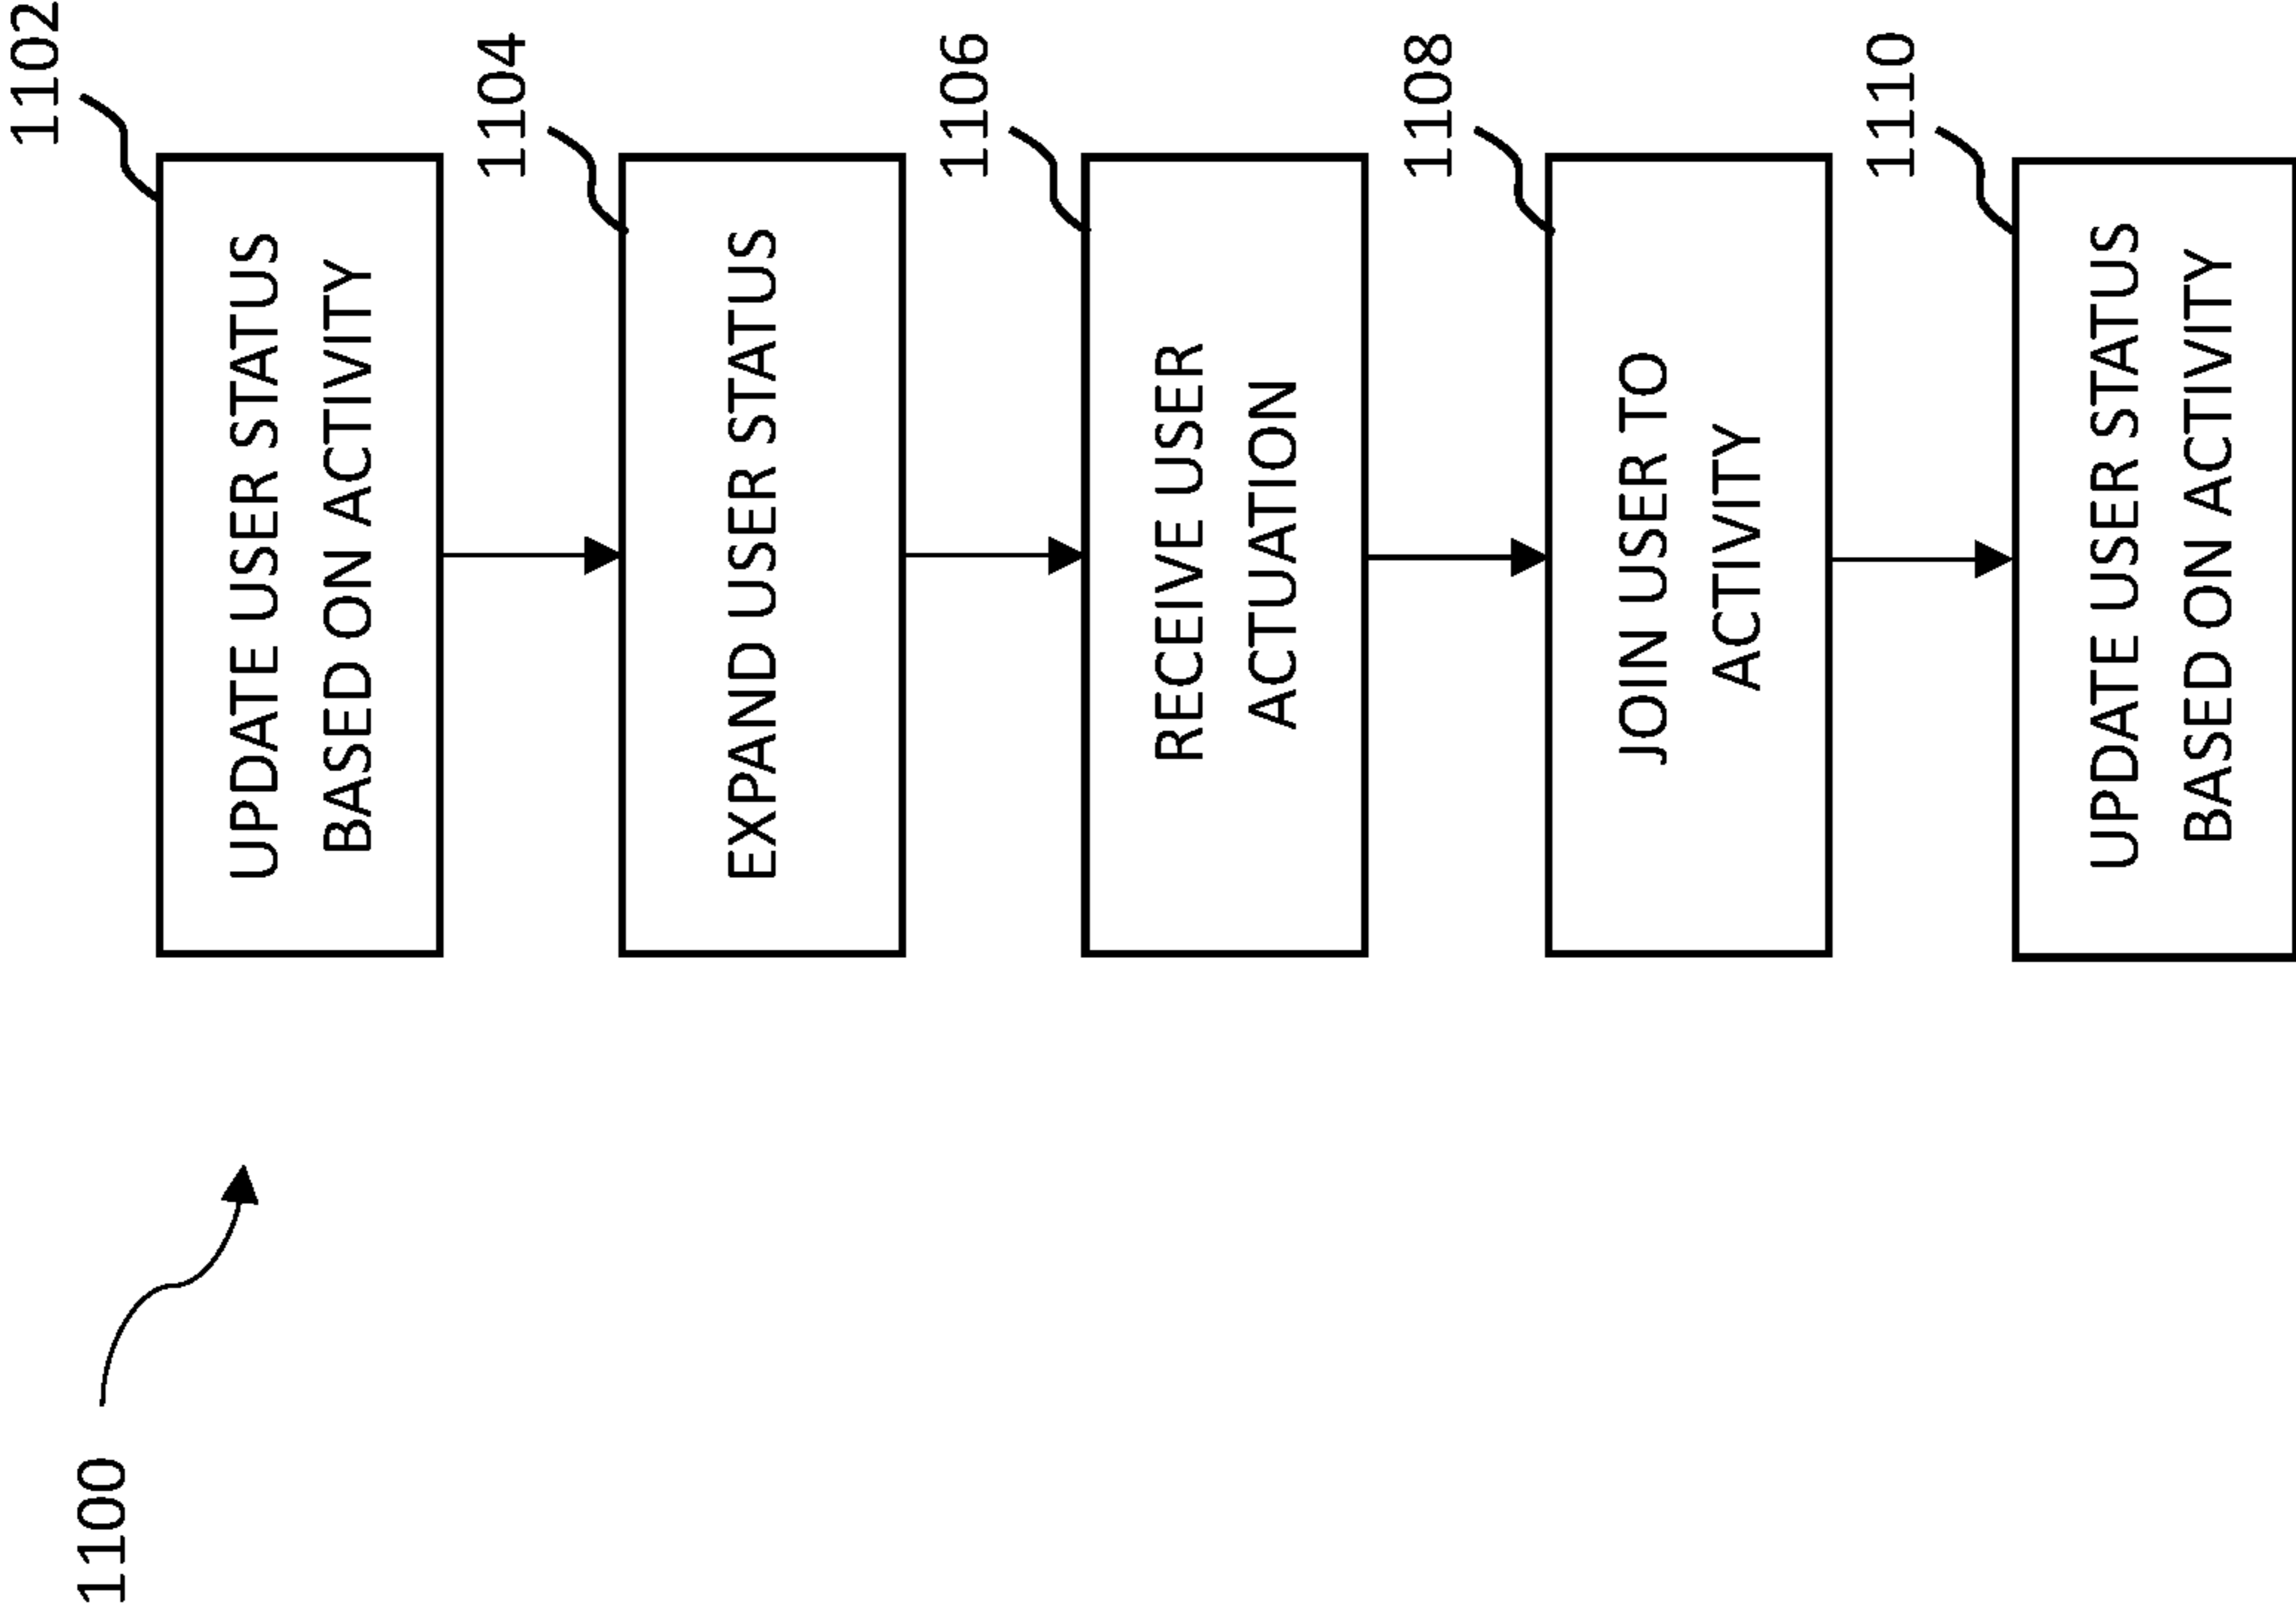 1100
1102
UPDATE USER STATUS
BASED ON ACTIVITY
1104
EXPAND USER STATUS
1106
RECEIVE USER
ACTUATION
1108
JOIN USER TO
ACTIVITY
1110
UPDATE USER STATUS
BASED ON ACTIVITY